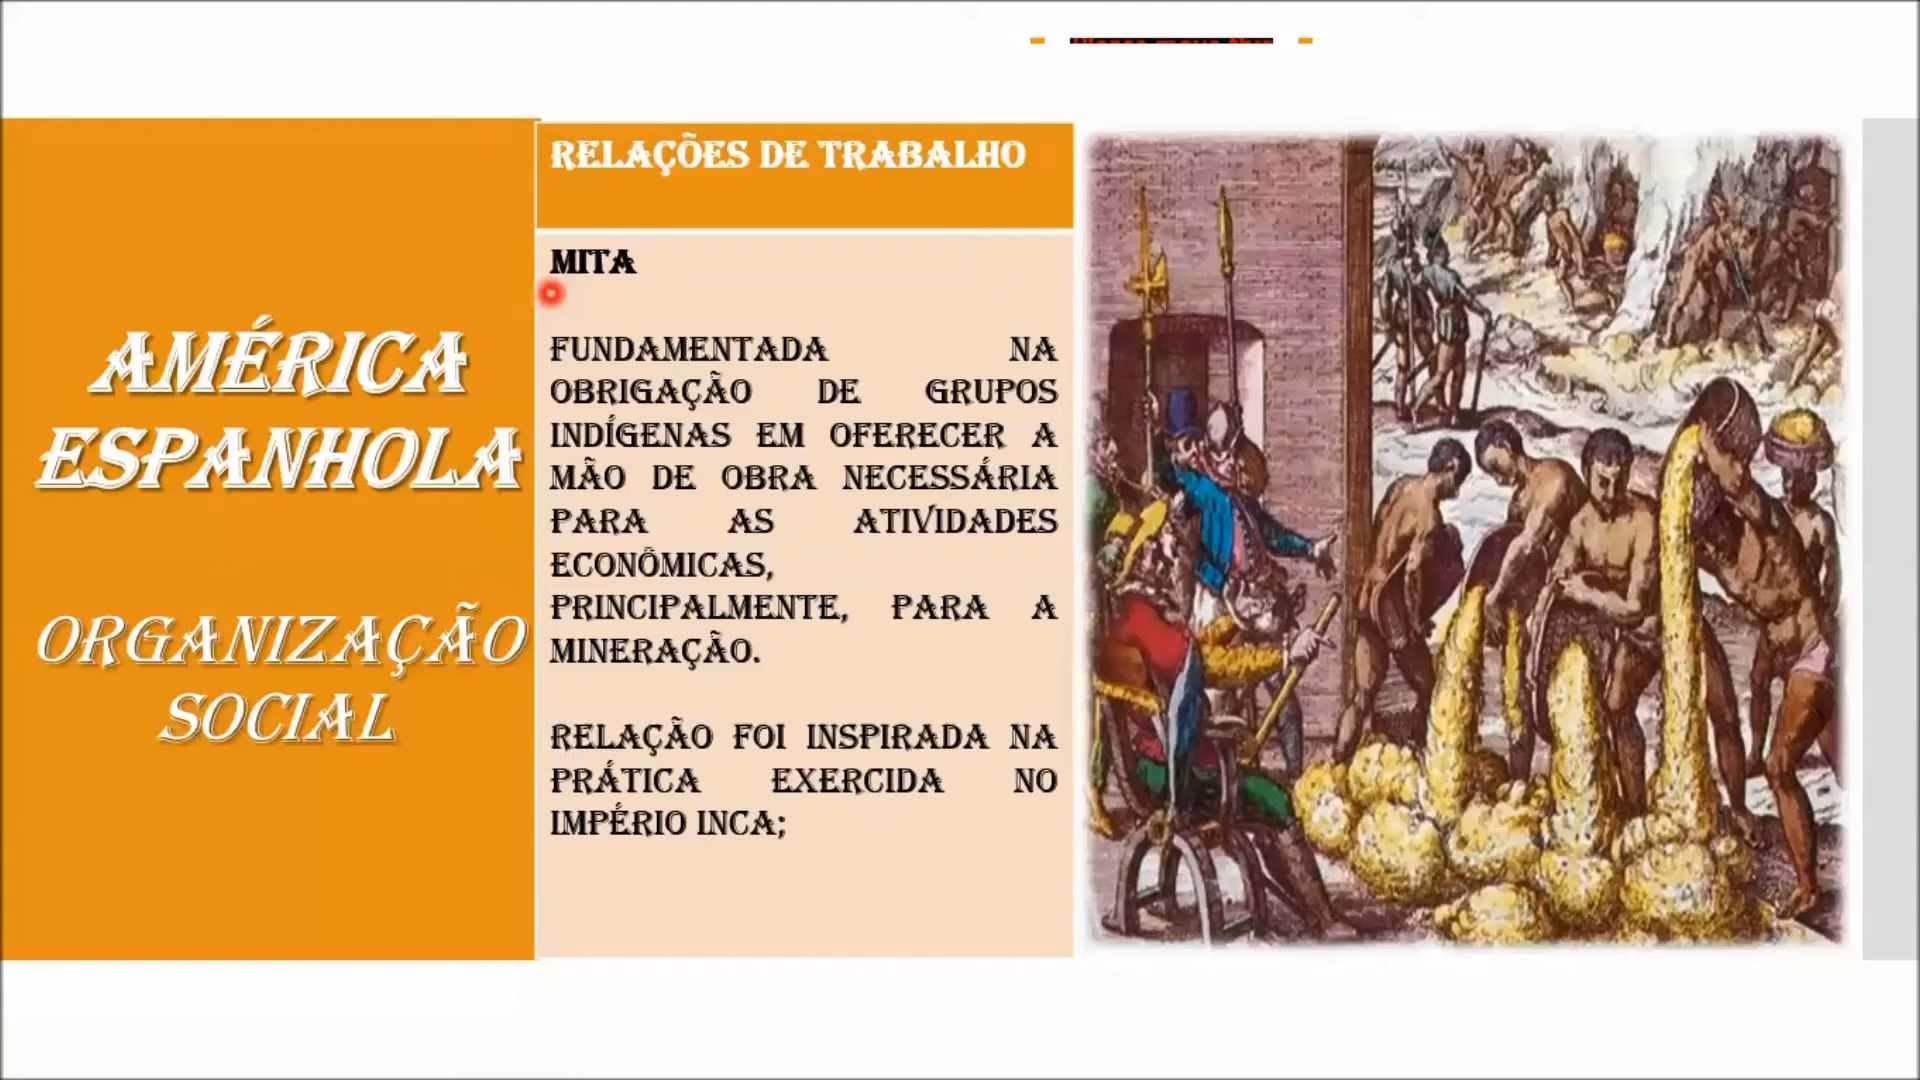 AMÉRICA
ESPANHOLA
ORGANIZAÇÃO
SOCIAL
RELAÇÕES DE TRABALHO
MITA
FUNDAMENTADA NA
OBRIGAÇÃO DE GRUPOS
INDÍGENAS EM OFERECER A
MÃO DE OBRA NECESSÁRIA
PARA AS ATIVIDADES
ECONÔMICAS,
PRINCIPALMENTE, PARA A
MINERAÇÃO.
RELAÇÃO FOI INSPIRADA NA
PRÁTICA EXERCIDA NO
IMPÉRIO INCA;